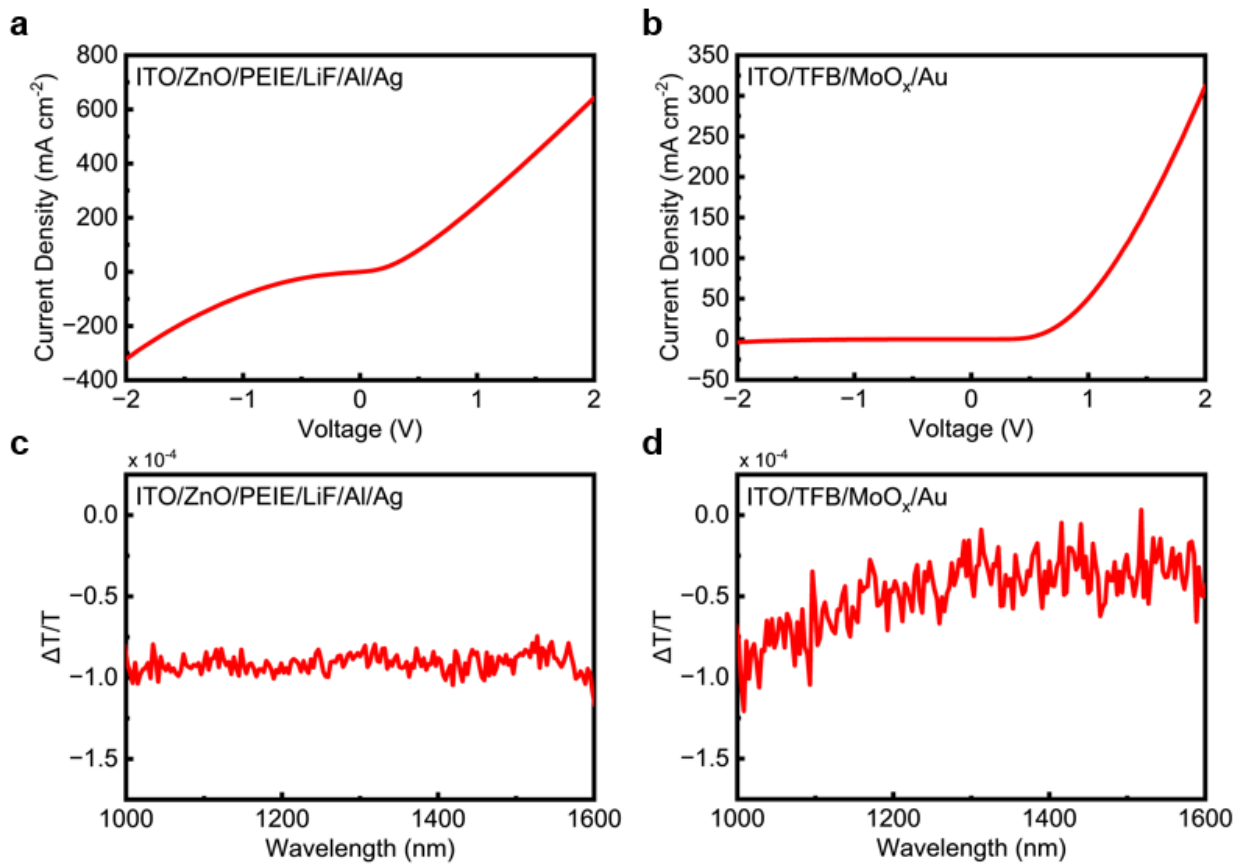 a
ITO/ZnO/PEIE/LiF/Al/Ag
Current Density (mA cm⁻²)
800
600
400
200
0
−200
−400
−2 −1 0 1 2
Voltage (V)
b
ITO/TFB/MoOₓ/Au
Current Density (mA cm⁻²)
350
300
250
200
150
100
50
0
−50
−2 −1 0 1 2
Voltage (V)
c
x 10⁻⁴
ITO/ZnO/PEIE/LiF/Al/Ag
ΔT/T
0.0
−0.5
−1.0
−1.5
1000 1200 1400 1600
Wavelength (nm)
d
x 10⁻⁴
ITO/TFB/MoOₓ/Au
ΔT/T
0.0
−0.5
−1.0
−1.5
1000 1200 1400 1600
Wavelength (nm)